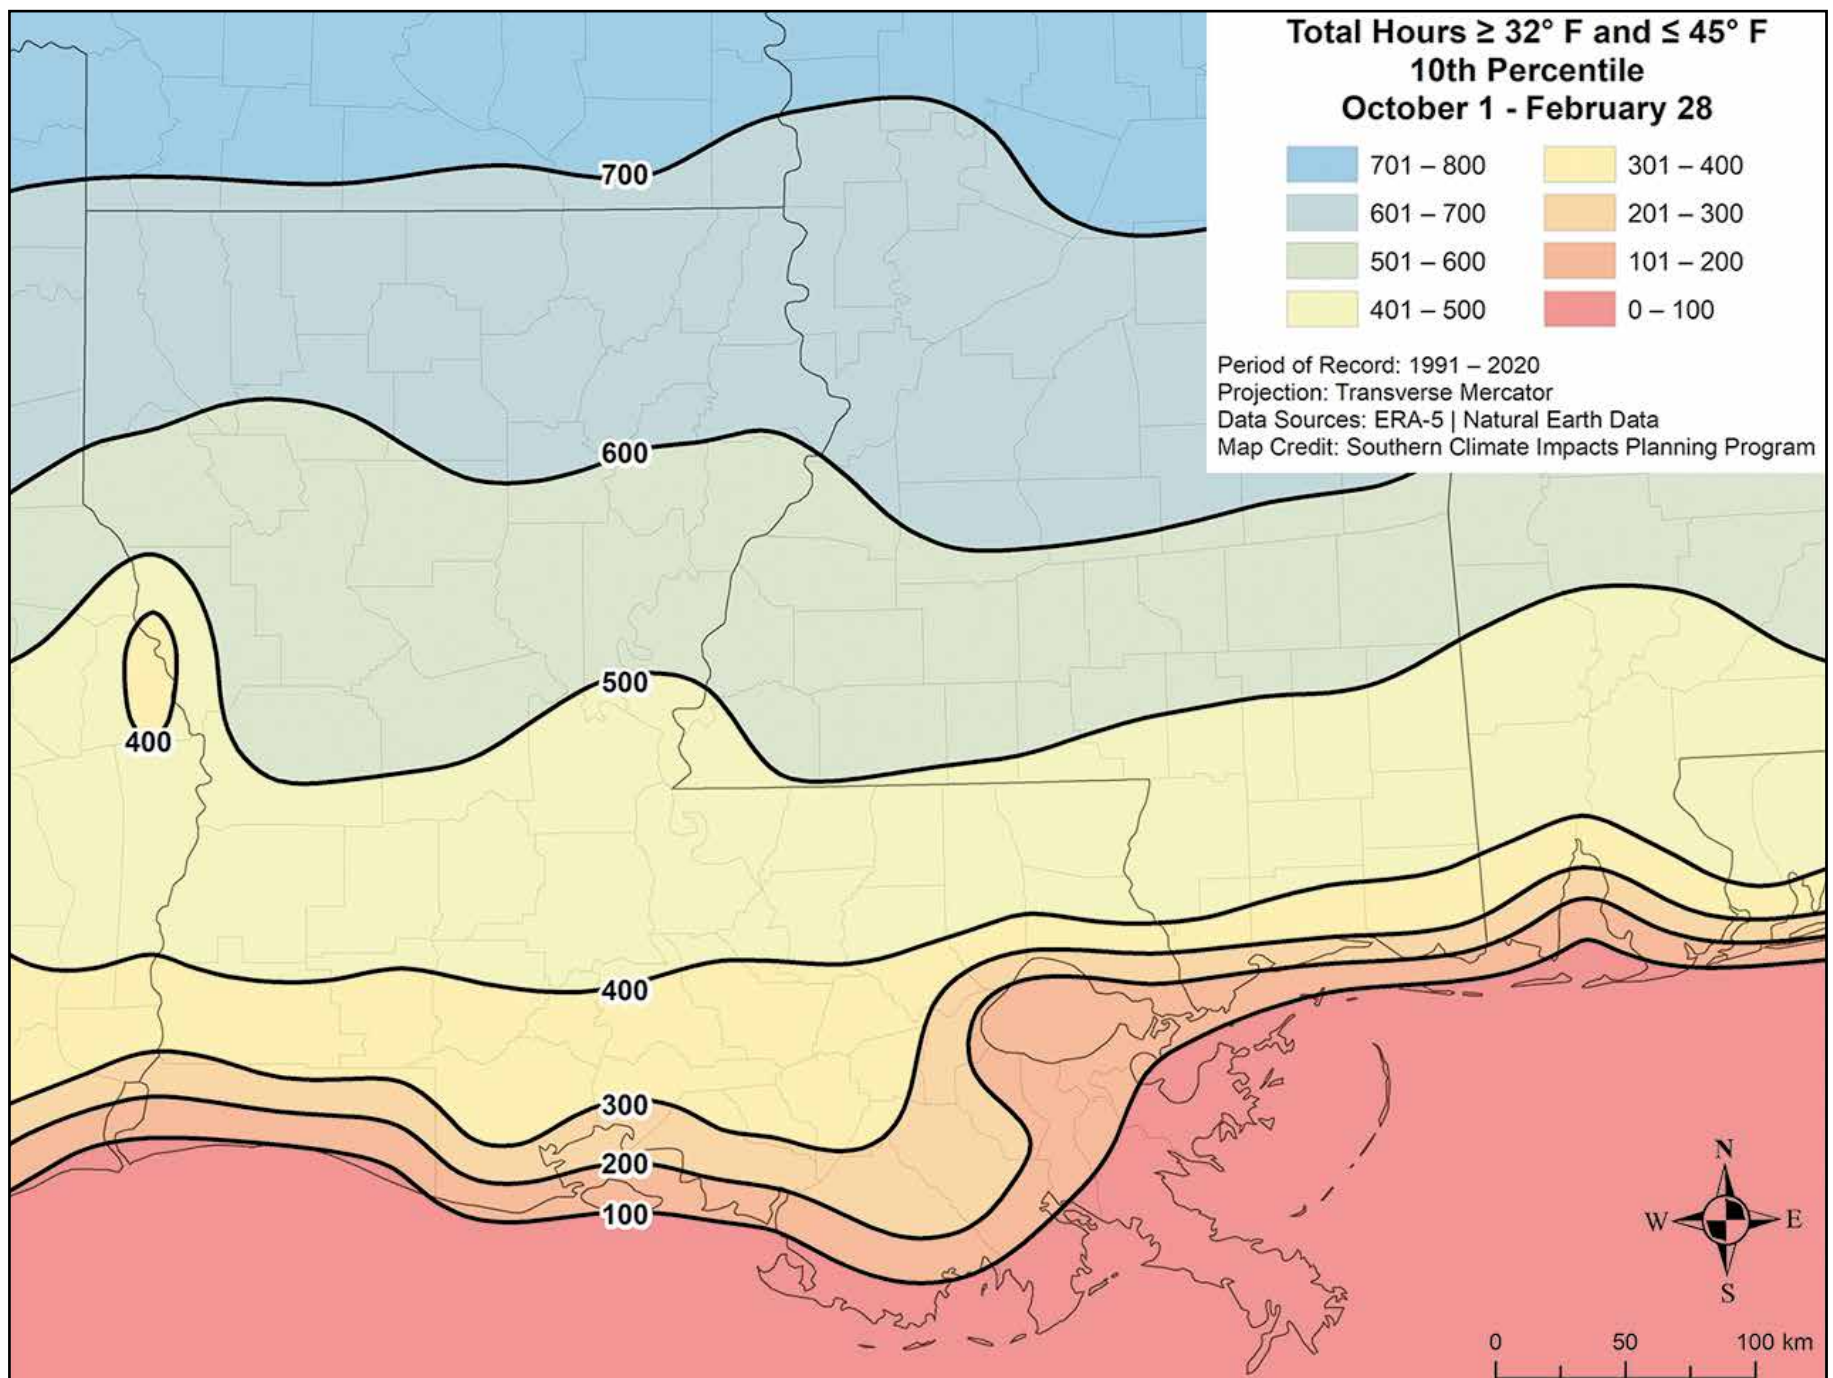 Total Hours ≥ 32° F and ≤ 45° F
10th Percentile
October 1 - February 28
701 – 800
301 – 400
601 – 700
201 – 300
501 – 600
101 – 200
401 – 500
0 – 100
Period of Record: 1991 – 2020
Projection: Transverse Mercator
Data Sources: ERA-5 | Natural Earth Data
Map Credit: Southern Climate Impacts Planning Program
700
600
500
400
400
300
200
100
N
W
E
S
0
50
100 km